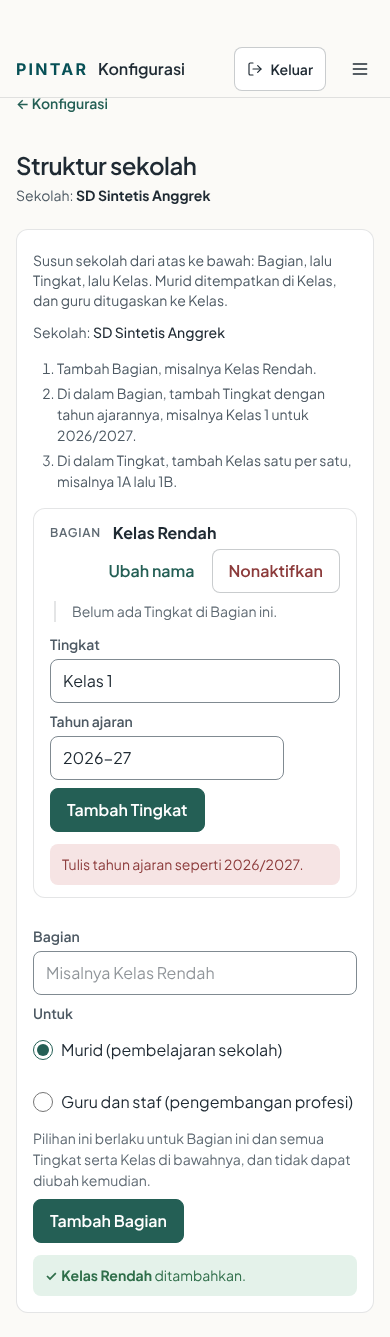 PINTAR Konfigurasi Keluar
← Konfigurasi
Struktur sekolah
Sekolah: SD Sintetis Anggrek
Susun sekolah dari atas ke bawah: Bagian, lalu
Tingkat, lalu Kelas. Murid ditempatkan di Kelas,
dan guru ditugaskan ke Kelas.
Sekolah: SD Sintetis Anggrek
1. Tambah Bagian, misalnya Kelas Rendah.
2. Di dalam Bagian, tambah Tingkat dengan
tahun ajarannya, misalnya Kelas 1 untuk
2026/2027.
3. Di dalam Tingkat, tambah Kelas satu per satu,
misalnya 1A lalu 1B.
BAGIAN Kelas Rendah
Ubah nama Nonaktifkan
Belum ada Tingkat di Bagian ini.
Tingkat
Kelas 1
Tahun ajaran
2026–27
Tambah Tingkat
Tulis tahun ajaran seperti 2026/2027.
Bagian
Misalnya Kelas Rendah
Untuk
Murid (pembelajaran sekolah)
Guru dan staf (pengembangan profesi)
Pilihan ini berlaku untuk Bagian ini dan semua
Tingkat serta Kelas di bawahnya, dan tidak dapat
diubah kemudian.
Tambah Bagian
✓ Kelas Rendah ditambahkan.